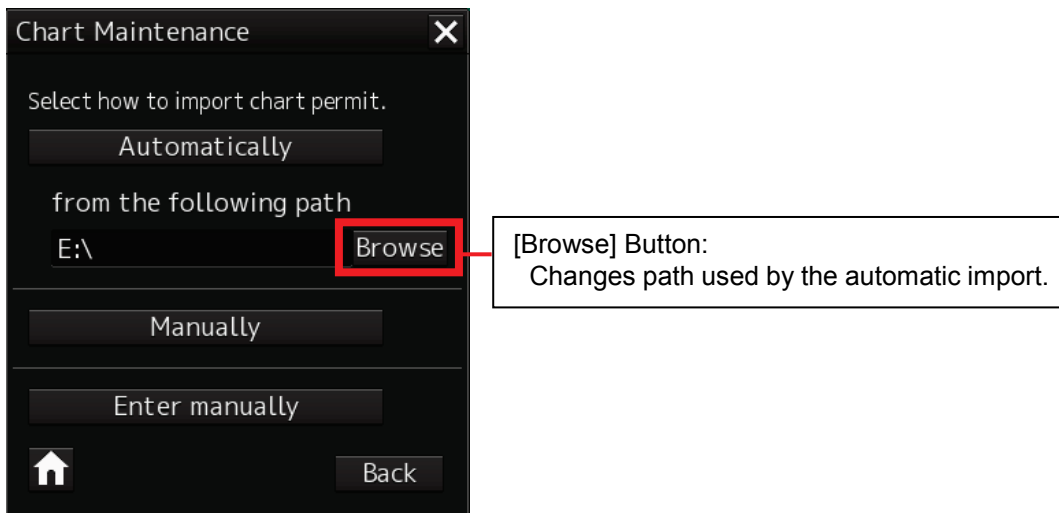 Chart Maintenance
Select how to import chart permit.
Automatically
from the following path
E:\ Browse
[Browse] Button:
Changes path used by the automatic import.
Manually
Enter manually
Back